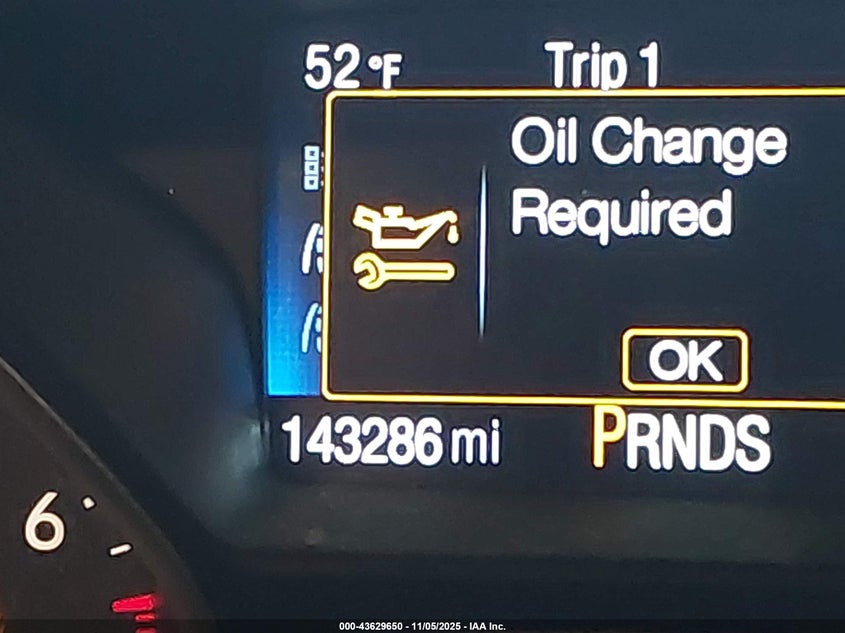 52 °F Trip 1
Oil Change
Required
OK
143286 mi PRNDS
6
000-43629650 - 11/05/2025 - IAA Inc.